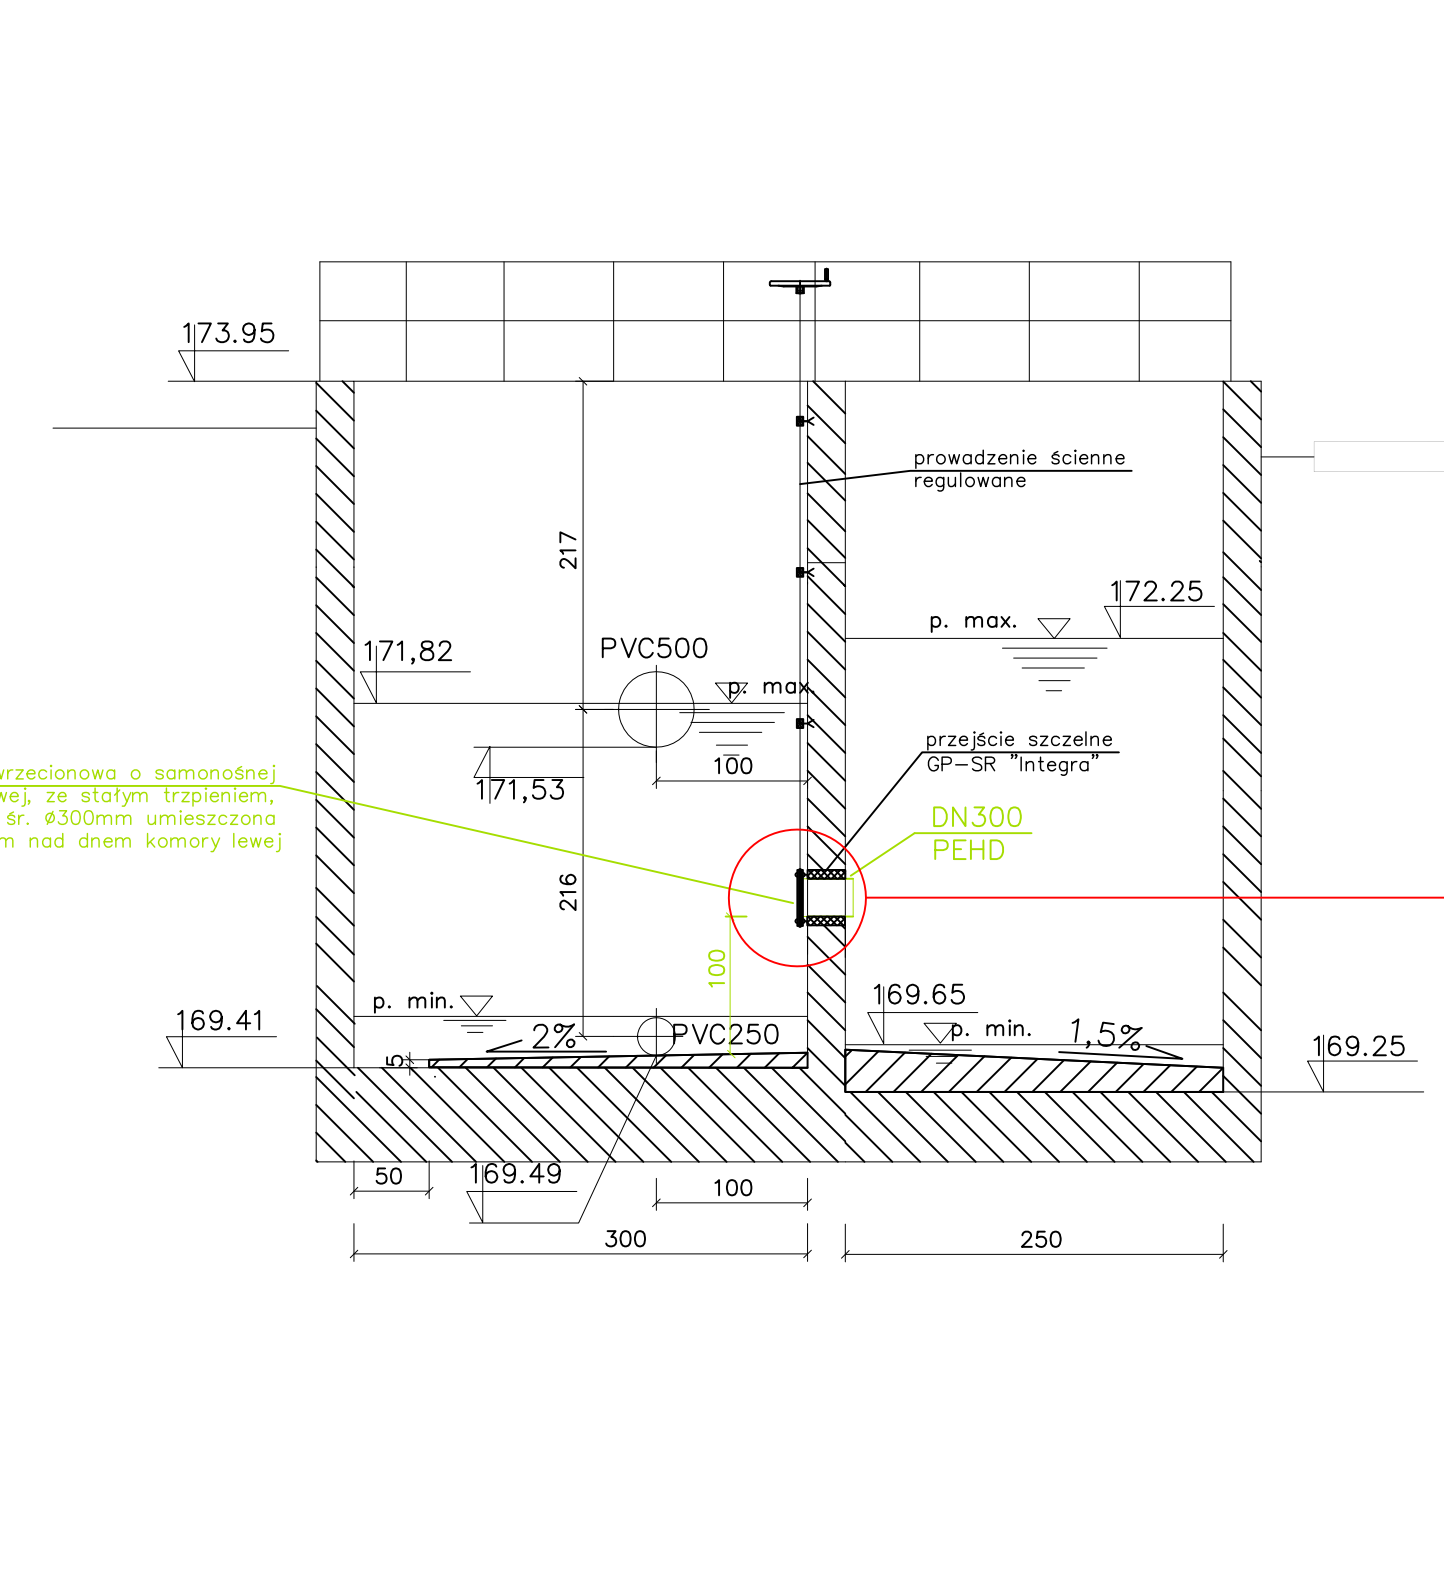 173.95
prowadzenie ścienne
regulowane
217
172.25
p. max.
171,82
PVC500
p. max.
przejście szczelne
GP-SR "Integra"
100
171,53
wrzecionowa o samonośnej
wej, ze stałym trzpieniem,
śr. Ø300mm umieszczona
m nad dnem komory lewej
DN300
PEHD
216
100
p. min.
169.65
169.41
2%
PVC250
p. min.
1,5%
169.25
5
50
169.49
100
300
250